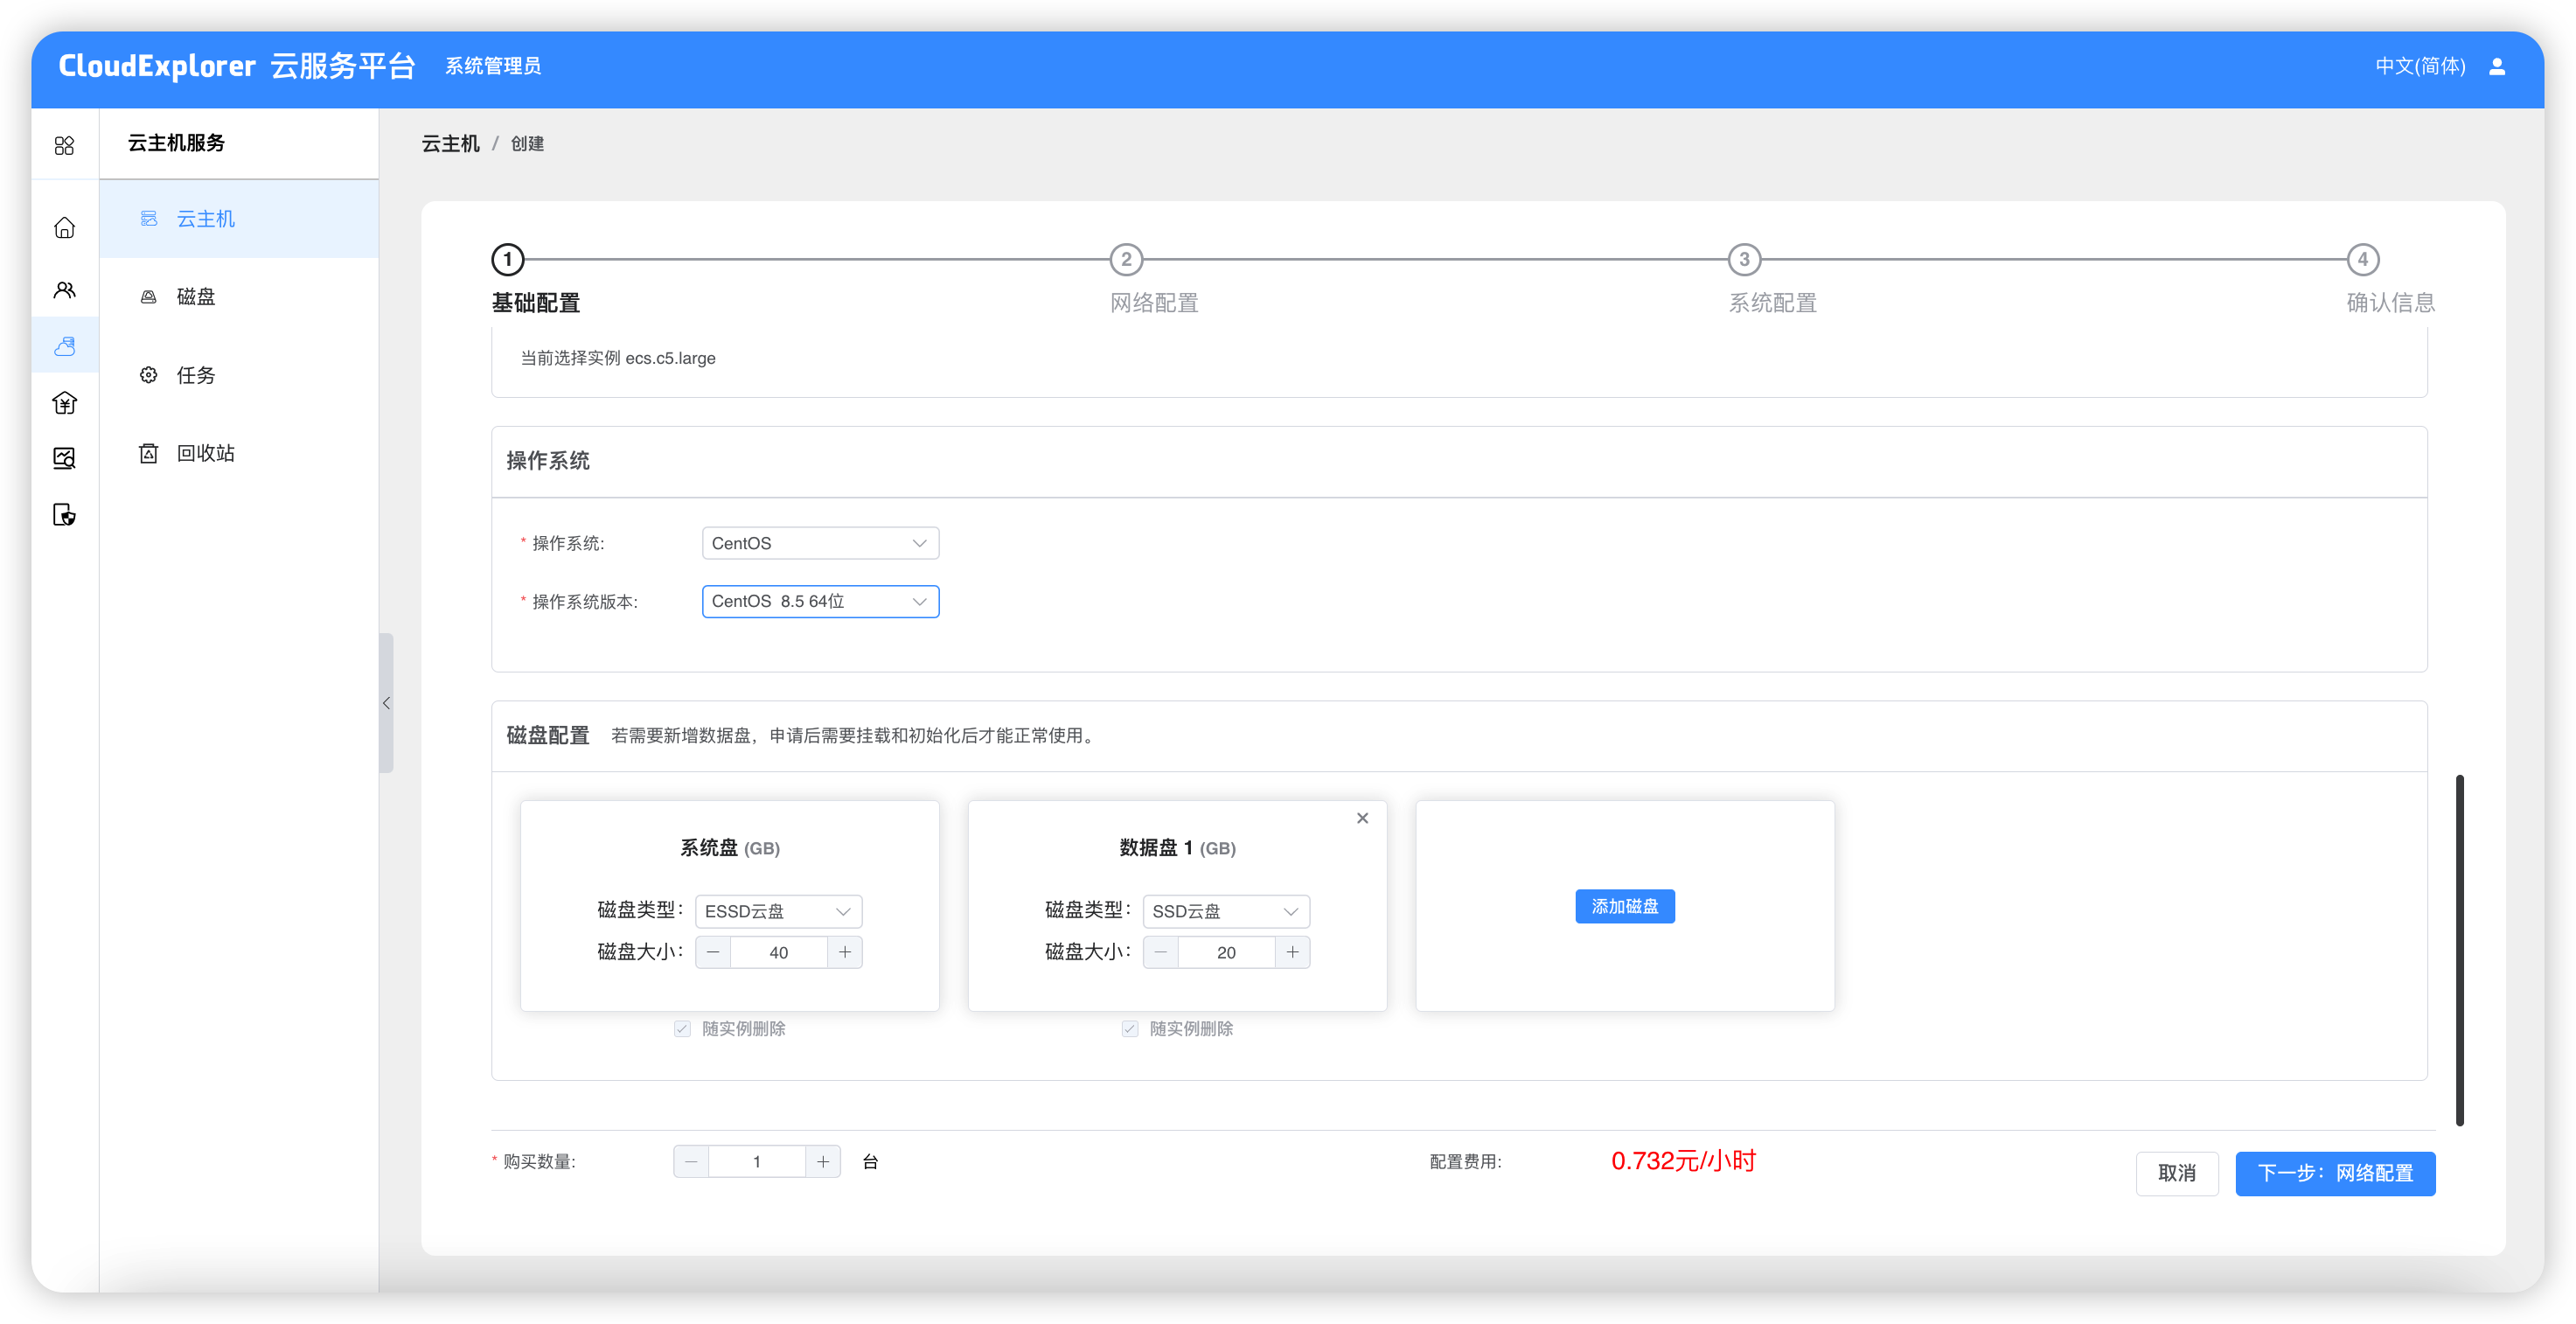 CloudExplorer 云服务平台 系统管理员 中文(简体)
云主机服务
云主机
磁盘
任务
回收站
云主机 / 创建
1 2 3 4
基础配置 网络配置 系统配置 确认信息
当前选择实例 ecs.c5.large
操作系统
* 操作系统: CentOS
* 操作系统版本: CentOS 8.5 64位
磁盘配置 若需要新增数据盘，申请后需要挂载和初始化后才能正常使用。
系统盘 (GB) 数据盘 1 (GB)
磁盘类型： ESSD云盘 磁盘类型： SSD云盘 添加磁盘
磁盘大小： 40 磁盘大小： 20
随实例删除 随实例删除
* 购买数量: 1 台 配置费用: 0.732元/小时 取消 下一步：网络配置